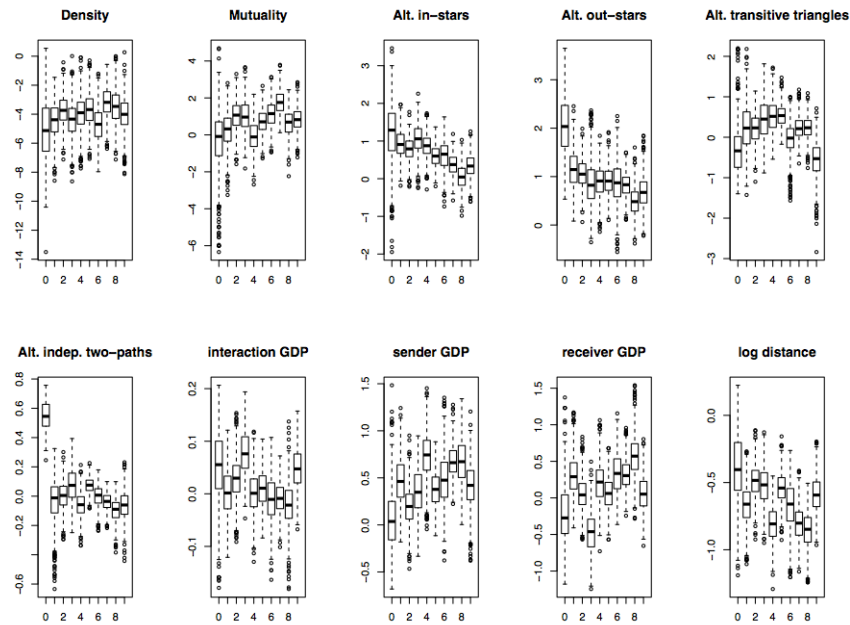 Density Mutuality Alt. in−stars Alt. out−stars Alt. transitive triangles
0 −2 −4 −6 −8 −10 −12 −14
0 2 4 6 8
4 2 0 −2 −4 −6
0 2 4 6 8
3 2 1 0 −1 −2
0 2 4 6 8
3 2 1 0
0 2 4 6 8
2 1 0 −1 −2 −3
0 2 4 6 8
Alt. indep. two−paths interaction GDP sender GDP receiver GDP log distance
0.8 0.6 0.4 0.2 0.0 −0.2 −0.6
0 2 4 6 8
0.2 0.1 0.0 −0.1
0 2 4 6 8
1.5 1.0 0.5 0.0 −0.5
0 2 4 6 8
1.5 1.0 0.5 0.0 −0.5 −1.0
0 2 4 6 8
0.0 −0.5 −1.0
0 2 4 6 8